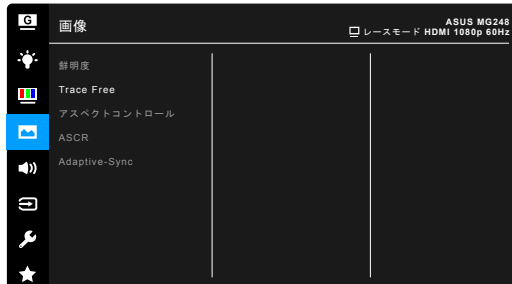 G
画像
ASUS MG248
レースモード HDMI 1080p 60Hz
鮮明度
Trace Free
アスペクトコントロール
ASCR
Adaptive-Sync